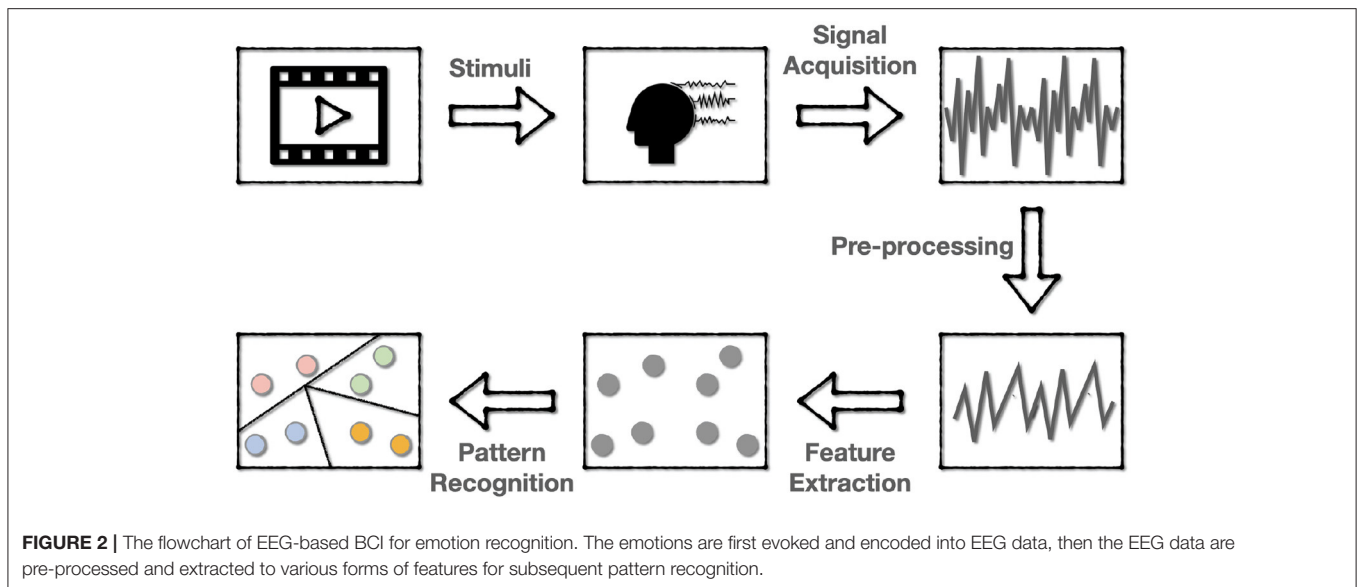 Stimuli
Signal
Acquisition
Pre-processing
Feature
Extraction
Pattern
Recognition
FIGURE 2 | The flowchart of EEG-based BCI for emotion recognition. The emotions are first evoked and encoded into EEG data, then the EEG data are
pre-processed and extracted to various forms of features for subsequent pattern recognition.